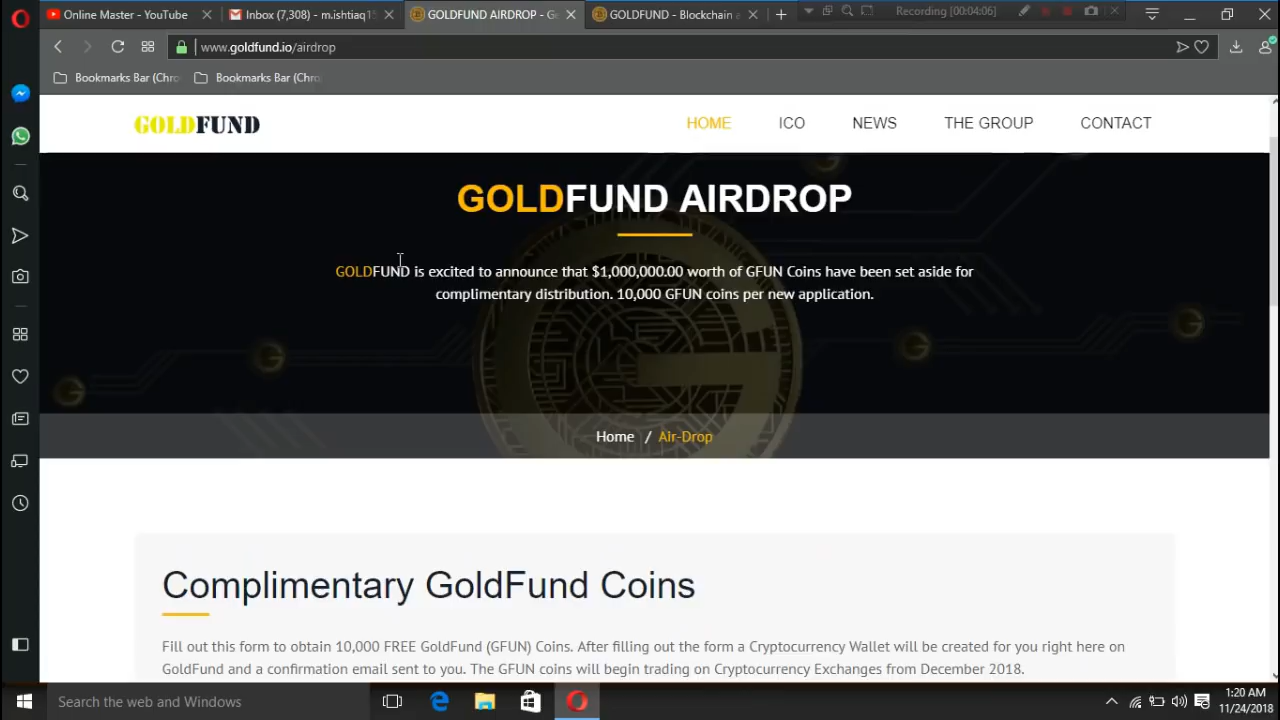 Online Master - YouTube
Inbox (7,308) - m.ishtiaq15
GOLDFUND AIRDROP - Go
GOLDFUND - Blockchain a
Recording [00:04:06]
www.goldfund.io/airdrop
Bookmarks Bar (Chro
Bookmarks Bar (Chro
GOLDFUND
HOME
ICO
NEWS
THE GROUP
CONTACT
GOLDFUND AIRDROP
GOLDFUND is excited to announce that $1,000,000.00 worth of GFUN Coins have been set aside for
complimentary distribution. 10,000 GFUN coins per new application.
Home / Air-Drop
Complimentary GoldFund Coins
Fill out this form to obtain 10,000 FREE GoldFund (GFUN) Coins. After filling out the form a Cryptocurrency Wallet will be created for you right here on
GoldFund and a confirmation email sent to you. The GFUN coins will begin trading on Cryptocurrency Exchanges from December 2018.
Search the web and Windows
1:20 AM
11/24/2018